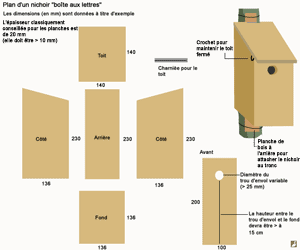 Plan d'un nichoir "boîte aux lettres"
Les dimensions (en mm) sont données à titre d'exemple
L'épaisseur classiquement
conseillée pour les planches est
de 20 mm
(elle doit être > 10 mm)
Toit
140
140
Charnière pour le
toit
Crochet pour
maintenir le toit
fermé
Planche de
bois à
l'arrière pour
attacher le nichoir
au tronc
Côté
230
Arrière
230
Côté
230
136
136
Fond
136
Avant
200
100
Diamètre du
trou d'envol variable
(> 25 mm)
La hauteur entre le
trou d'envol et le fond
devra être > à
15 cm